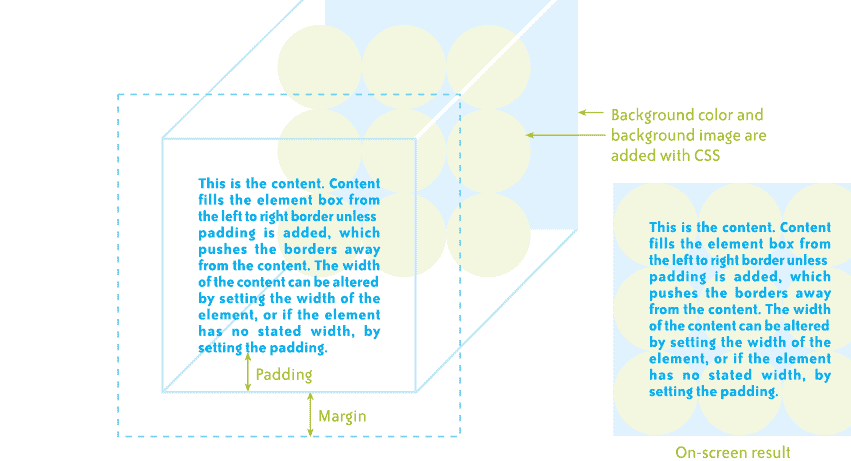 Background color and
background image are
added with CSS
This is the content. Content
fills the element box from
the left to right border unless
padding is added, which
pushes the borders away
from the content. The width
of the content can be altered
by setting the width of the
element, or if the element
has no stated width, by
setting the padding.
Padding
Margin
This is the content. Content
fills the element box from
the left to right border unless
padding is added, which
pushes the borders away
from the content. The width
of the content can be altered
by setting the width of the
element, or if the element
has no stated width, by
setting the padding.
On-screen result